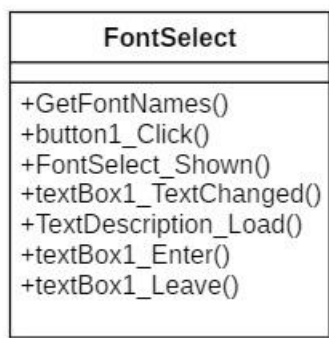 FontSelect
+GetFontNames()
+button1_Click()
+FontSelect_Shown()
+textBox1_TextChanged()
+TextDescription_Load()
+textBox1_Enter()
+textBox1_Leave()